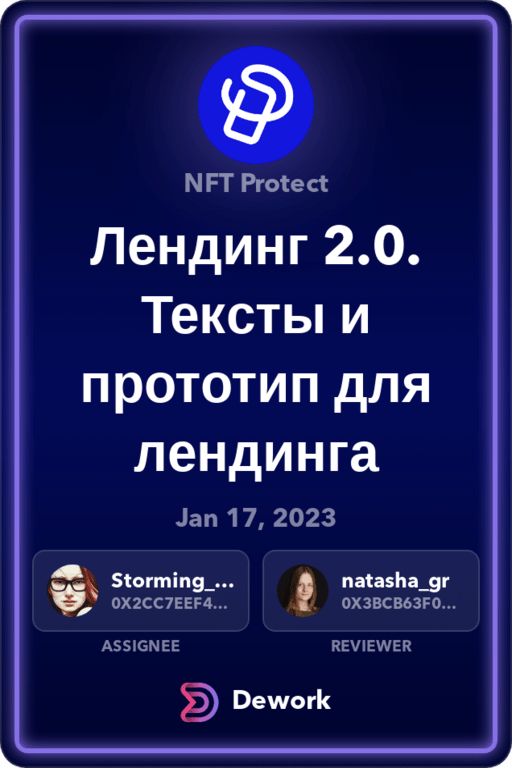 NFT Protect
Лендинг 2.0.
Тексты и
прототип для
лендинга
Jan 17, 2023
Storming_...
0X2CC7EEF4...
natasha_gr
0X3BCB63F0...
ASSIGNEE
REVIEWER
Dework